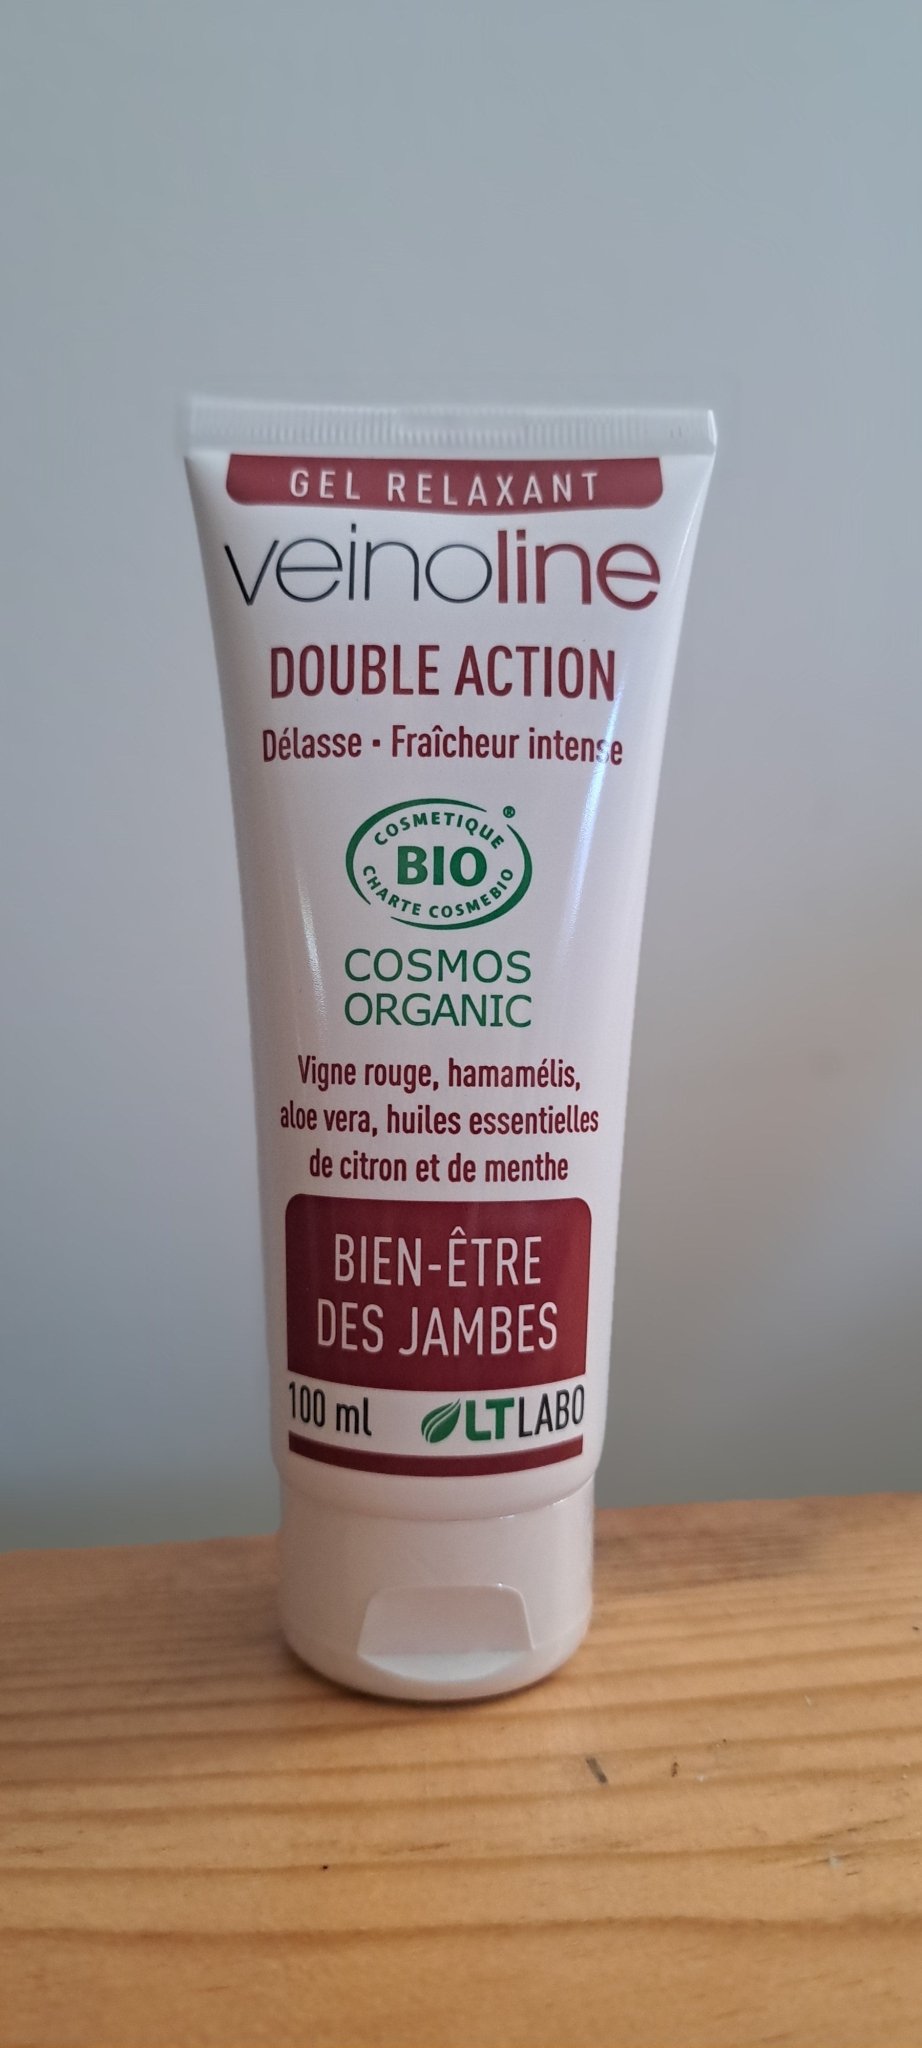 GEL RELAXANT
veinoline
DOUBLE ACTION
Délasse · Fraîcheur intense
COSMETIQUE ®
BIO
CHARTE COSMEBIO
COSMOS
ORGANIC
Vigne rouge, hamamélis,
aloe vera, huiles essentielles
de citron et de menthe
BIEN-ÊTRE
DES JAMBES
100 ml LTLABO